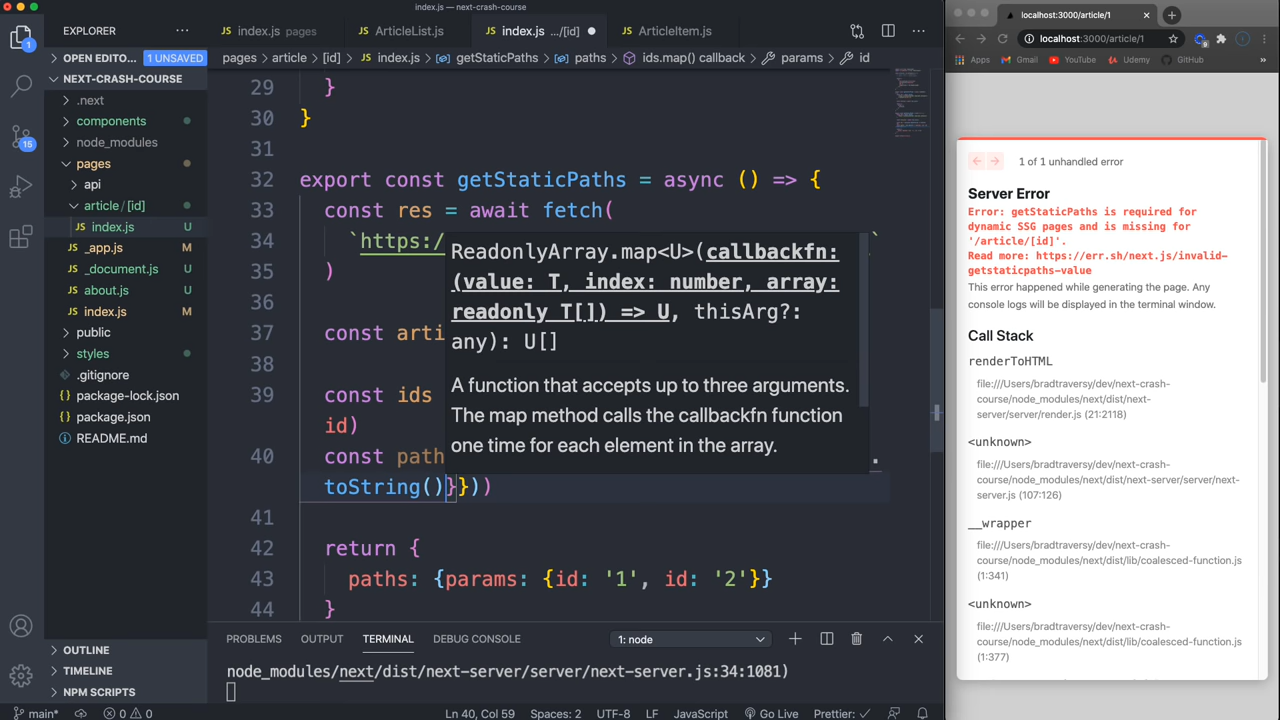 index.js — next-crash-course
EXPLORER
OPEN EDITO... 1 UNSAVED
NEXT-CRASH-COURSE
.next
components
node_modules
pages
api
article / [id]
index.js U
_app.js M
_document.js U
about.js U
index.js M
public
styles
.gitignore
package-lock.json M
package.json M
README.md
OUTLINE
TIMELINE
NPM SCRIPTS
index.js pages
ArticleList.js
index.js .../[id]
ArticleItem.js
pages > article > [id] > index.js > getStaticPaths > paths > ids.map() callback > params > id
29 }
30 }
31
32 export const getStaticPaths = async () => {
33 const res = await fetch(
34 `https:/ `
35 )
36
37 const arti
38
39 const ids
id)
40 const path .
toString()}}))
41
42 return {
43 paths: {params: {id: '1', id: '2'}}
44 }
ReadonlyArray.map<U>(callbackfn:
(value: T, index: number, array:
readonly T[]) => U, thisArg?:
any): U[]
A function that accepts up to three arguments.
The map method calls the callbackfn function
one time for each element in the array.
PROBLEMS OUTPUT TERMINAL DEBUG CONSOLE 1: node
node_modules/next/dist/next-server/server/next-server.js:34:1081)
main* 0 0 Ln 40, Col 59 Spaces: 2 UTF-8 LF JavaScript Go Live Prettier: ✓
1
15
localhost:3000/article/1
localhost:3000/article/1
9
Apps Gmail YouTube Udemy GitHub »
1 of 1 unhandled error
Server Error
Error: getStaticPaths is required for
dynamic SSG pages and is missing for
'/article/[id]'.
Read more: https://err.sh/next.js/invalid-
getstaticpaths-value
This error happened while generating the page. Any
console logs will be displayed in the terminal window.
Call Stack
renderToHTML
file:///Users/bradtraversy/dev/next-crash-
course/node_modules/next/dist/next-
server/server/render.js (21:2118)
<unknown>
file:///Users/bradtraversy/dev/next-crash-
course/node_modules/next/dist/next-server/server/next-
server.js (107:126)
__wrapper
file:///Users/bradtraversy/dev/next-crash-
course/node_modules/next/dist/lib/coalesced-function.js
(1:341)
<unknown>
file:///Users/bradtraversy/dev/next-crash-
course/node_modules/next/dist/lib/coalesced-function.js
(1:377)